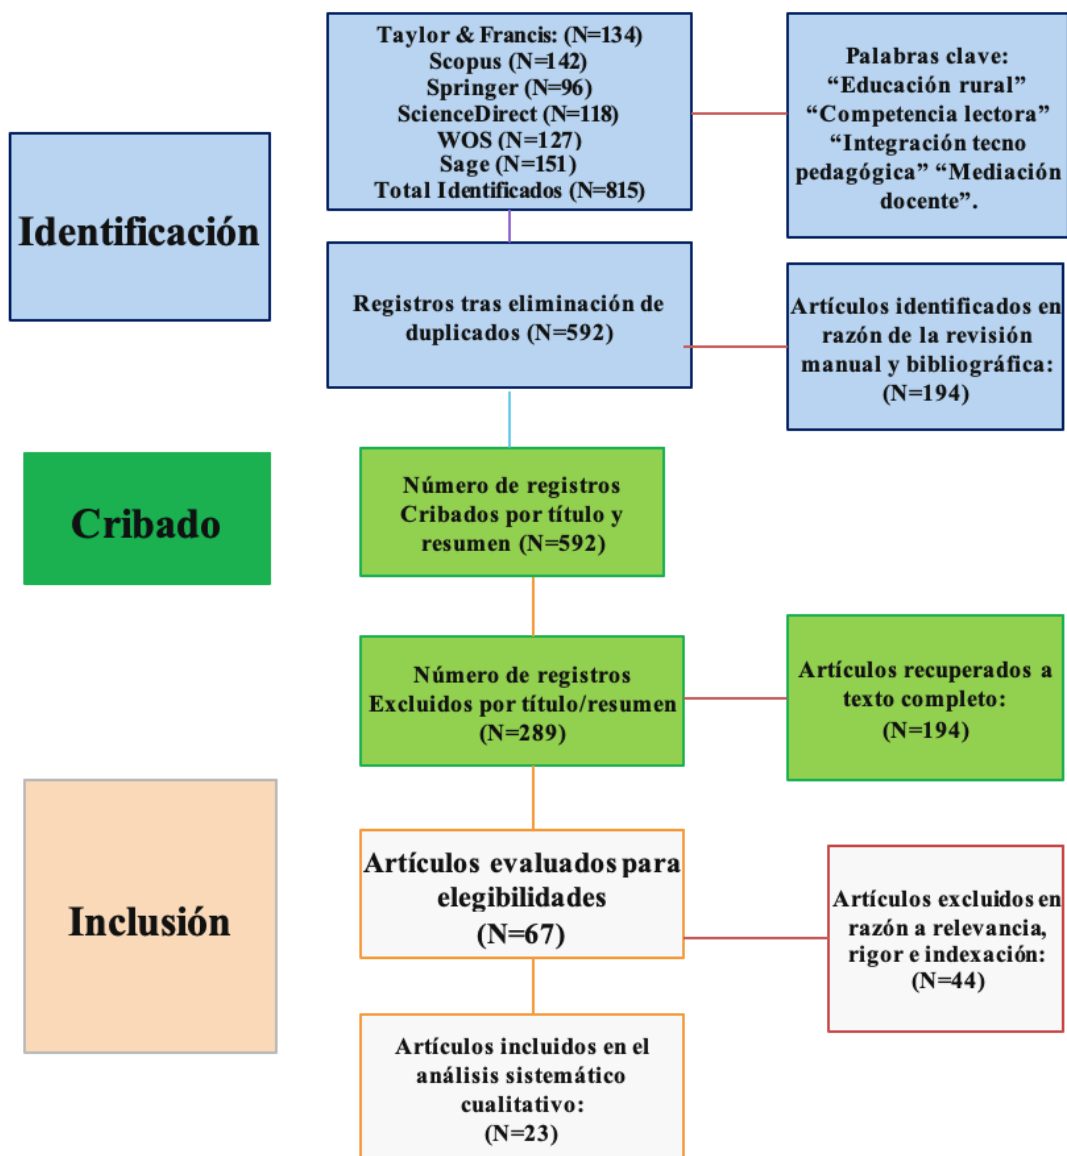 Taylor & Francis: (N=134)
Scopus (N=142)
Springer (N=96)
ScienceDirect (N=118)
WOS (N=127)
Sage (N=151)
Total Identificados (N=815)
Palabras clave:
“Educación rural”
“Competencia lectora”
“Integración tecno
pedagógica” “Mediación
docente”.
Identificación
Registros tras eliminación de
duplicados (N=592)
Artículos identificados en
razón de la revisión
manual y bibliográfica:
(N=194)
Cribado
Número de registros
Cribados por título y
resumen (N=592)
Número de registros
Excluidos por título/resumen
(N=289)
Artículos recuperados a
texto completo:
(N=194)
Inclusión
Artículos evaluados para
elegibilidades
(N=67)
Artículos excluidos en
razón a relevancia,
rigor e indexación:
(N=44)
Artículos incluidos en el
análisis sistemático
cualitativo:
(N=23)